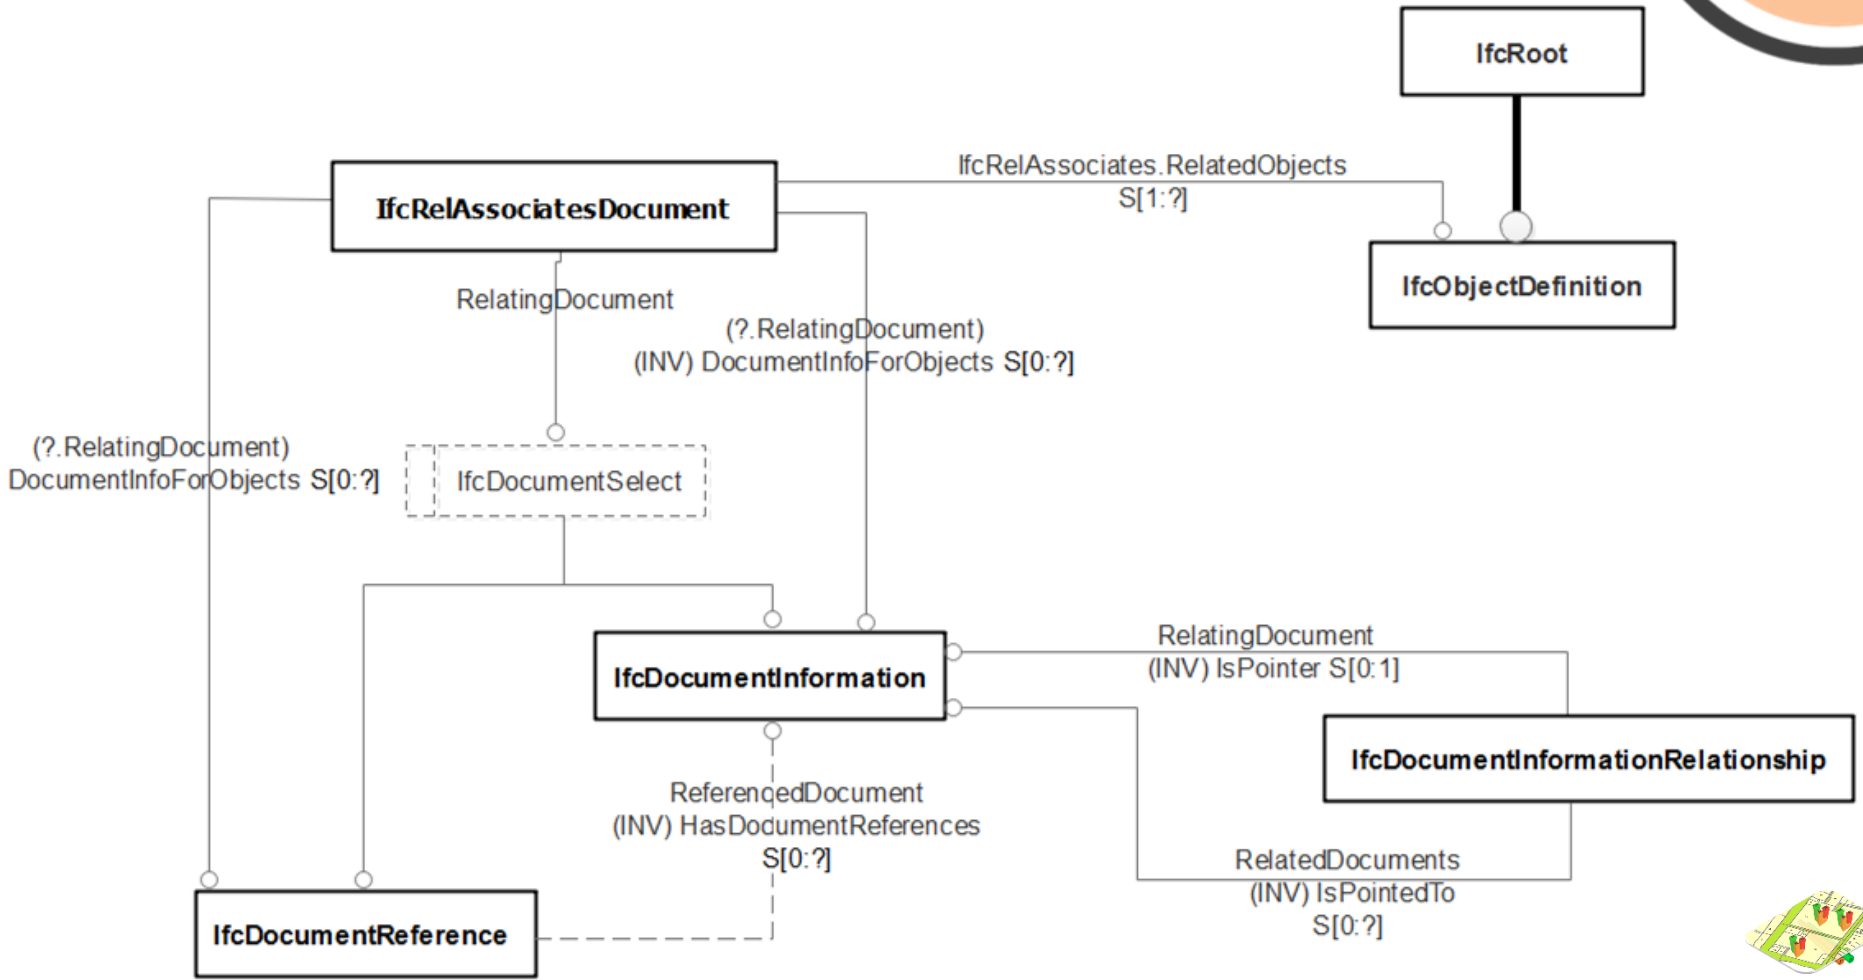 IfcRoot
IfcRelAssociates.RelatedObjects
S[1:?]
IfcRelAssociatesDocument
IfcObjectDefinition
RelatingDocument
(?.RelatingDocument)
(INV) DocumentInfoForObjects S[0:?]
(?.RelatingDocument)
DocumentInfoForObjects S[0:?]
IfcDocumentSelect
RelatingDocument
(INV) IsPointer S[0:1]
IfcDocumentInformation
IfcDocumentInformationRelationship
ReferencedDocument
(INV) HasDocumentReferences
S[0:?]
RelatedDocuments
(INV) IsPointedTo
S[0:?]
IfcDocumentReference